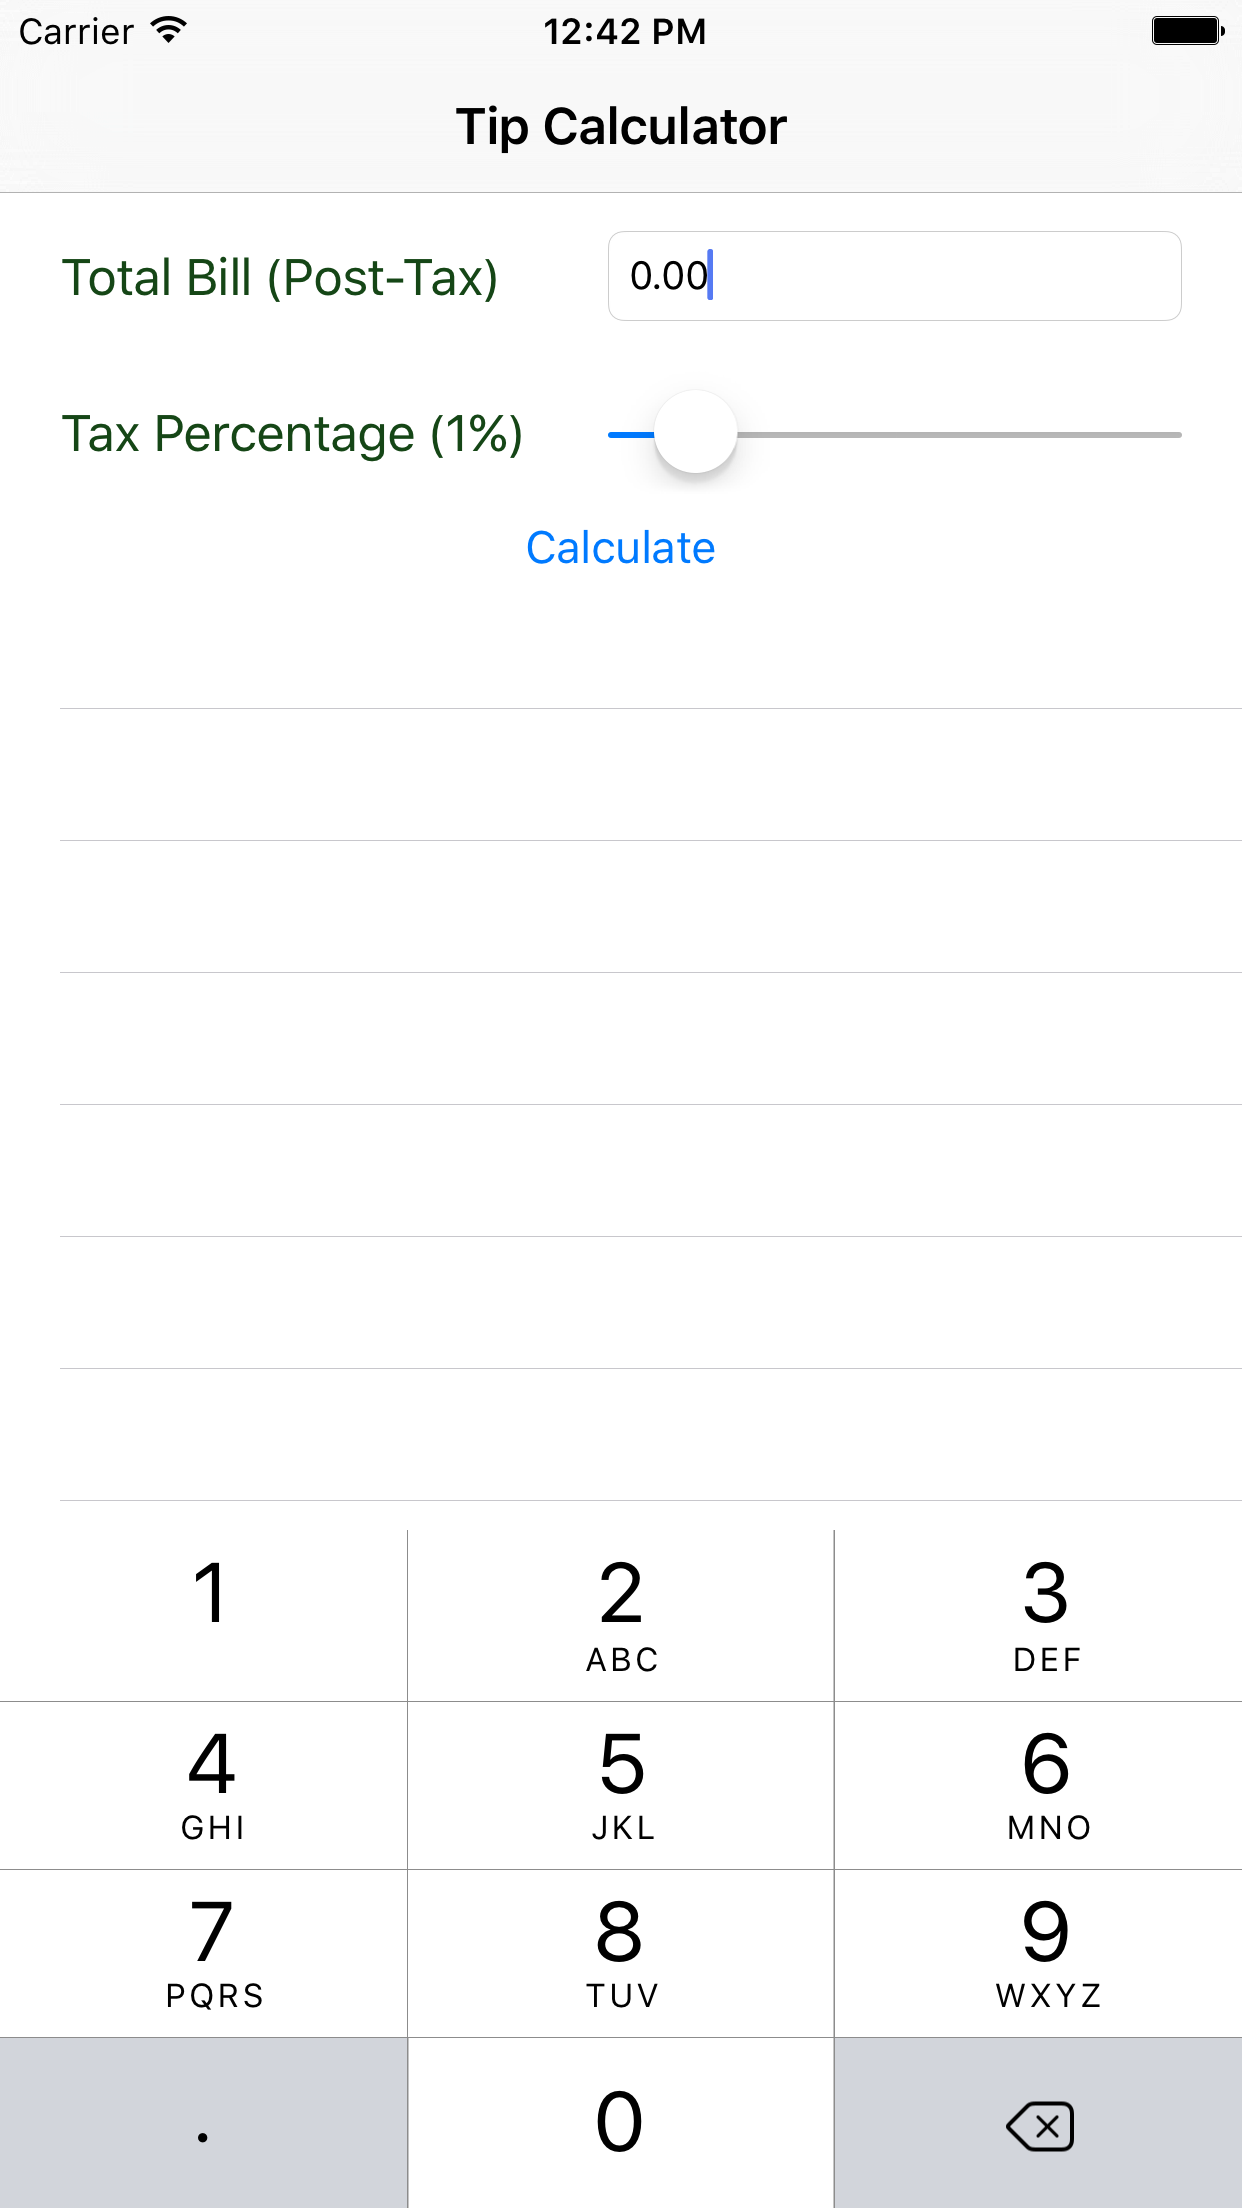 Carrier 12:42 PM
Tip Calculator
Total Bill (Post-Tax) 0.00
Tax Percentage (1%)
Calculate
1 2 3
ABC DEF
4 5 6
GHI JKL MNO
7 8 9
PQRS TUV WXYZ
. 0